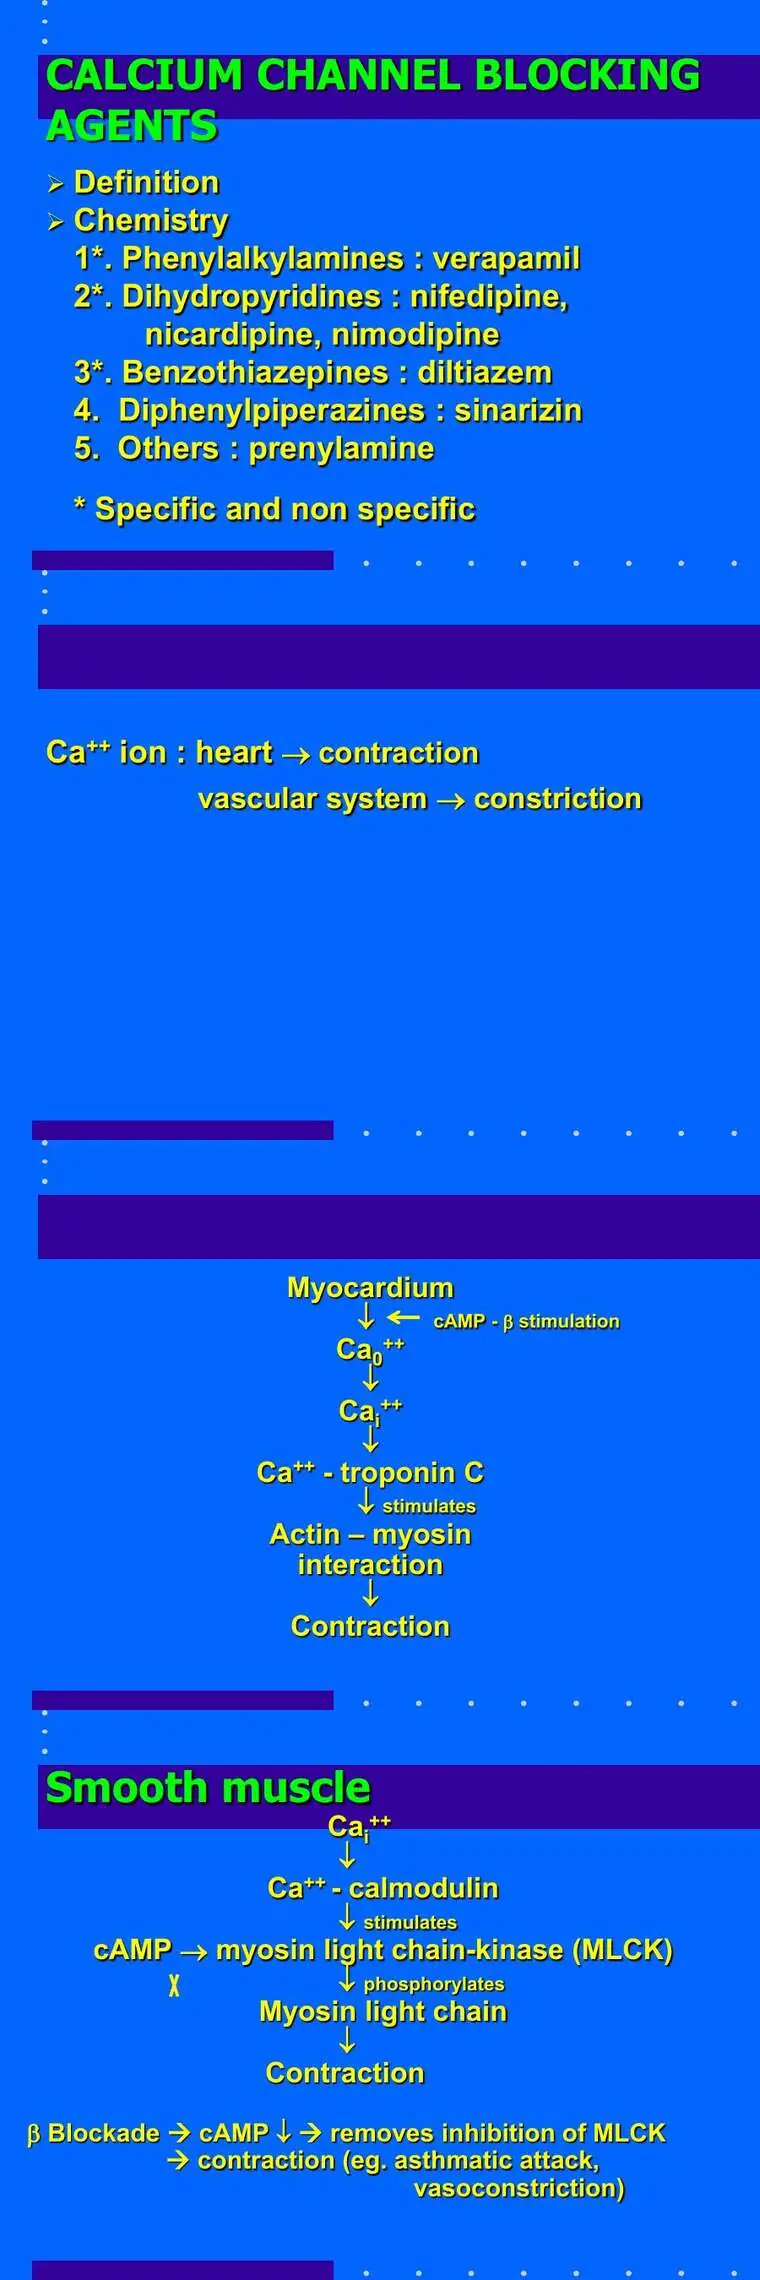 CALCIUM CHANNEL BLOCKING
AGENTS
➢ Definition
➢ Chemistry
1*. Phenylalkylamines : verapamil
2*. Dihydropyridines : nifedipine,
nicardipine, nimodipine
3*. Benzothiazepines : diltiazem
4. Diphenylpiperazines : sinarizin
5. Others : prenylamine
* Specific and non specific
Ca⁺⁺ ion : heart → contraction
vascular system → constriction
Myocardium
↓ ← cAMP - β stimulation
Ca₀⁺⁺
↓
Caᵢ⁺⁺
↓
Ca⁺⁺ - troponin C
↓ stimulates
Actin – myosin
interaction
↓
Contraction
Smooth muscle
Caᵢ⁺⁺
↓
Ca⁺⁺ - calmodulin
↓ stimulates
cAMP → myosin light chain-kinase (MLCK)
X ↓ phosphorylates
Myosin light chain
↓
Contraction
β Blockade → cAMP ↓ → removes inhibition of MLCK
→ contraction (eg. asthmatic attack,
vasoconstriction)